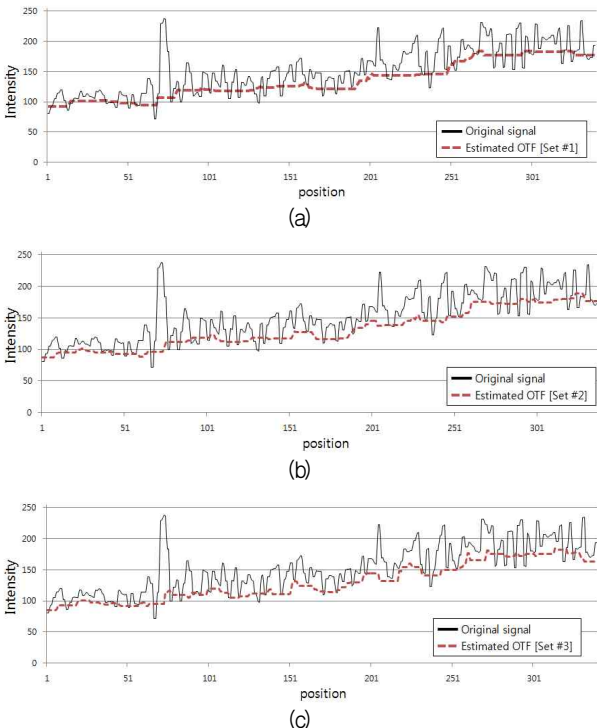 250
200
150
100
50
0
Intensity
Original signal
Estimated OTF [Set #1]
1 51 101 151 201 251 301
position
(a)
250
200
150
100
50
0
Intensity
Original signal
Estimated OTF [Set #2]
1 51 101 151 201 251 301
position
(b)
250
200
150
100
50
0
Intensity
Original signal
Estimated OTF [Set #3]
1 51 101 151 201 251 301
position
(c)